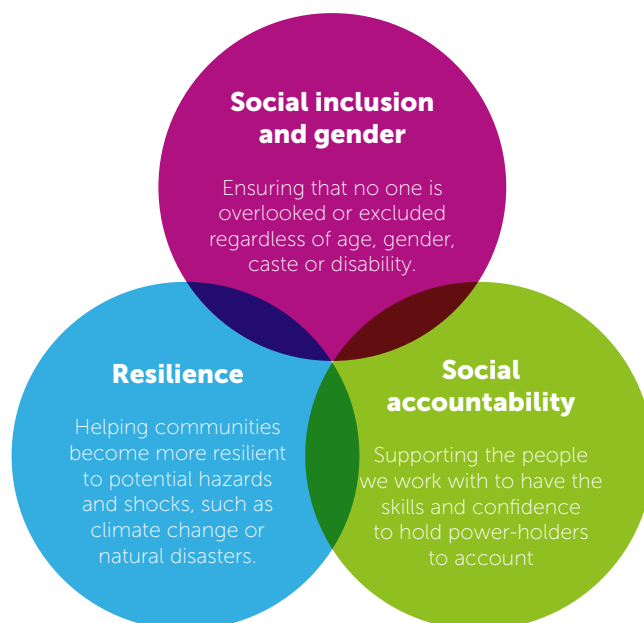 Social inclusion
and gender
Ensuring that no one is
overlooked or excluded
regardless of age, gender,
caste or disability.
Resilience
Helping communities
become more resilient
to potential hazards
and shocks, such as
climate change or
natural disasters.
Social
accountability
Supporting the people
we work with to have the
skills and confidence
to hold power-holders
to account